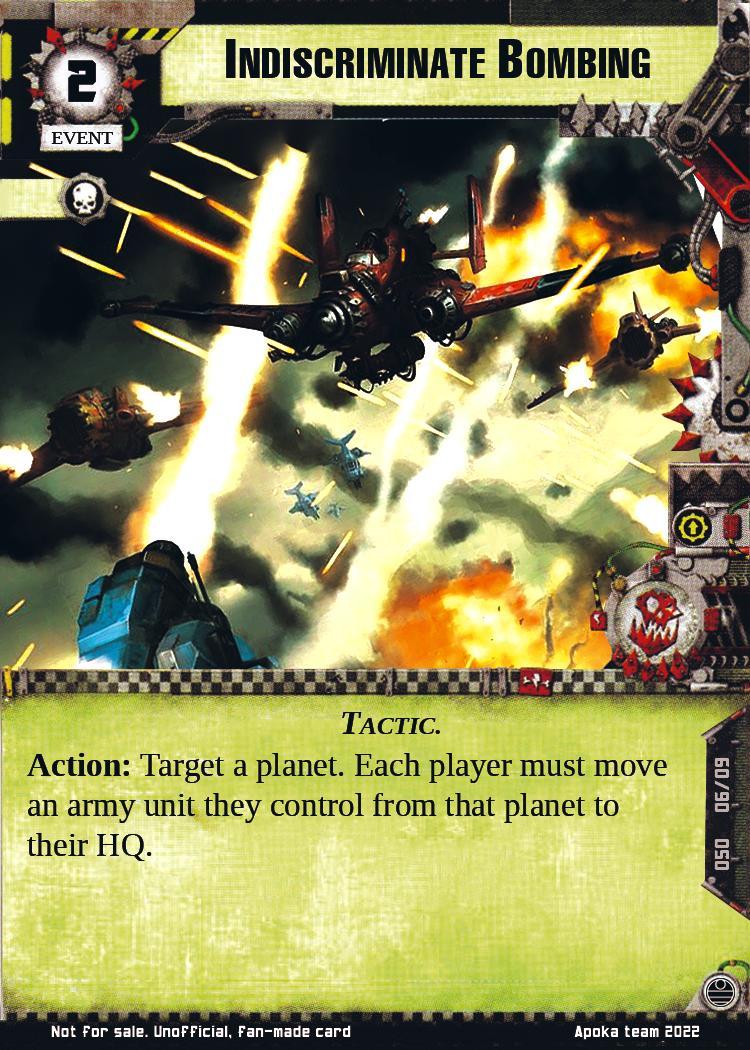 2
INDISCRIMINATE BOMBING
EVENT
TACTIC.
Action: Target a planet. Each player must move
an army unit they control from that planet to
their HQ.
050 06/09
Not for sale. Unofficial, fan-made card
Apoka team 2022